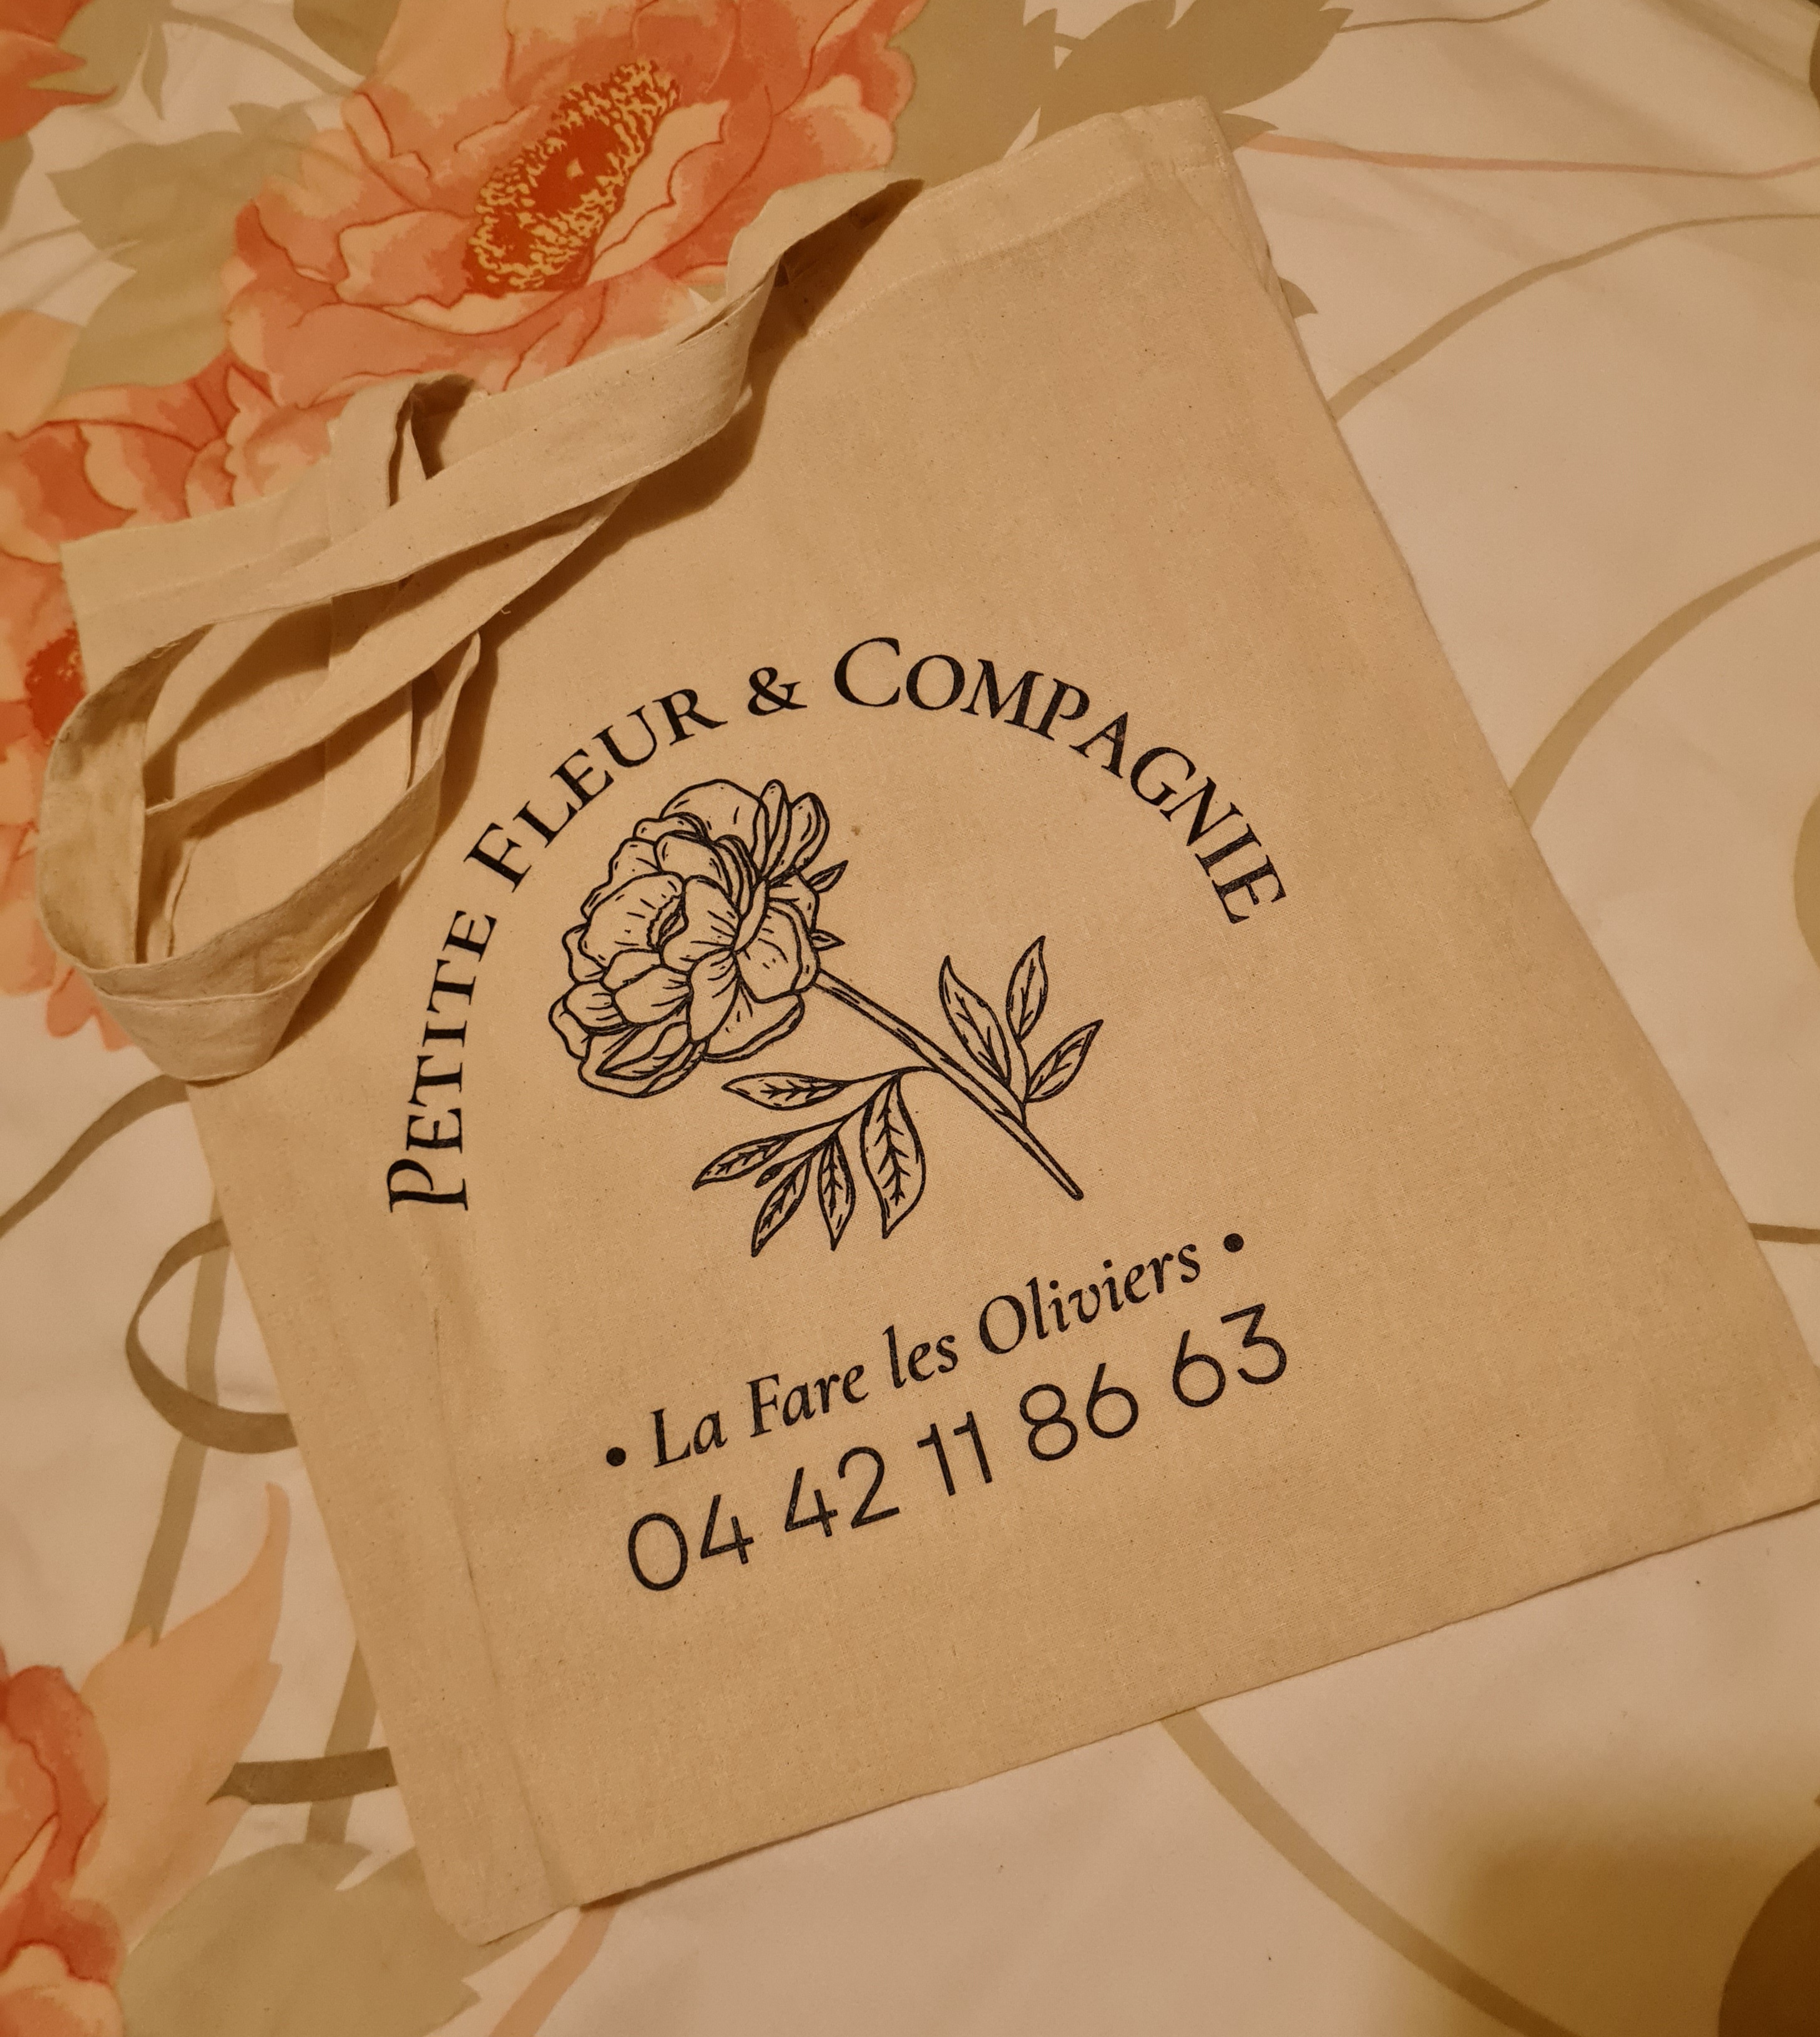 PETITE FLEUR & COMPAGNIE
• La Fare les Oliviers •
04 42 11 86 63